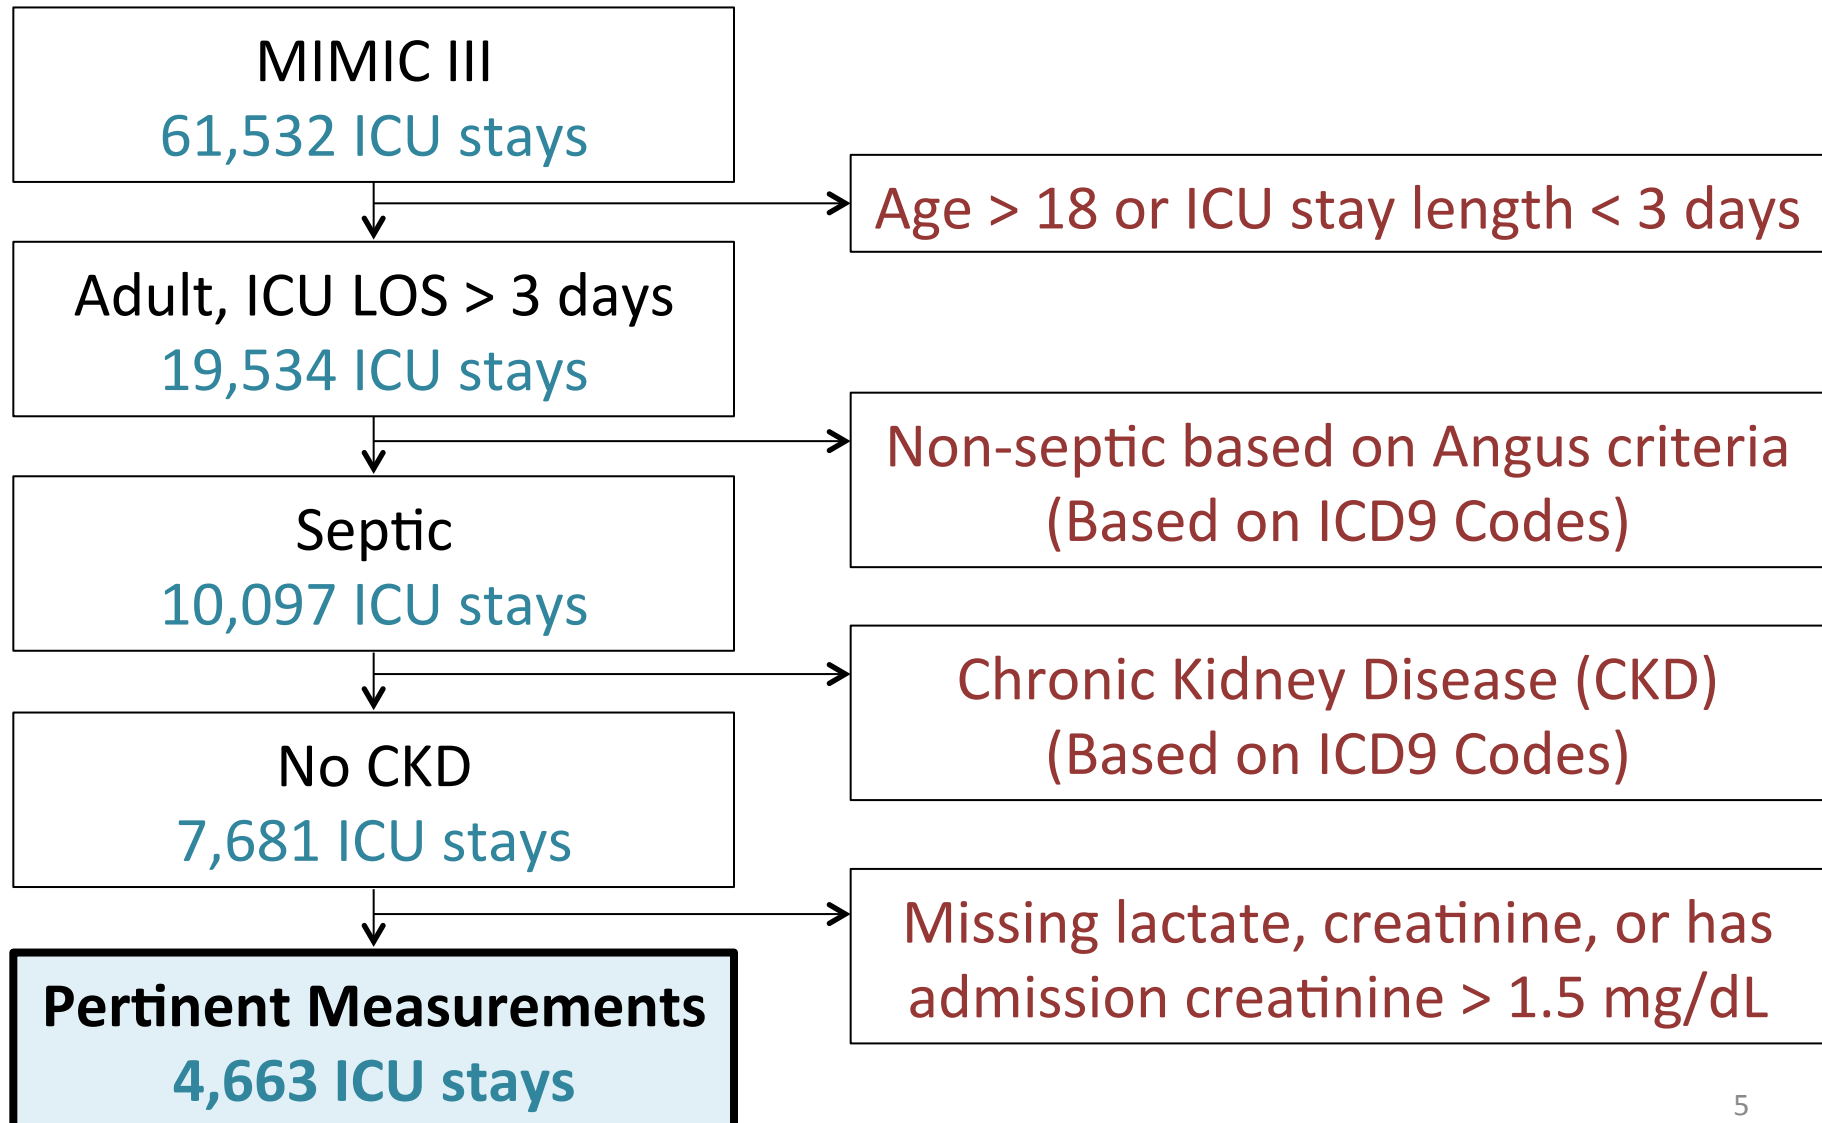 MIMIC III
61,532 ICU stays
Age > 18 or ICU stay length < 3 days
Adult, ICU LOS > 3 days
19,534 ICU stays
Non-septic based on Angus criteria
(Based on ICD9 Codes)
Septic
10,097 ICU stays
Chronic Kidney Disease (CKD)
(Based on ICD9 Codes)
No CKD
7,681 ICU stays
Missing lactate, creatinine, or has
admission creatinine > 1.5 mg/dL
Pertinent Measurements
4,663 ICU stays
5